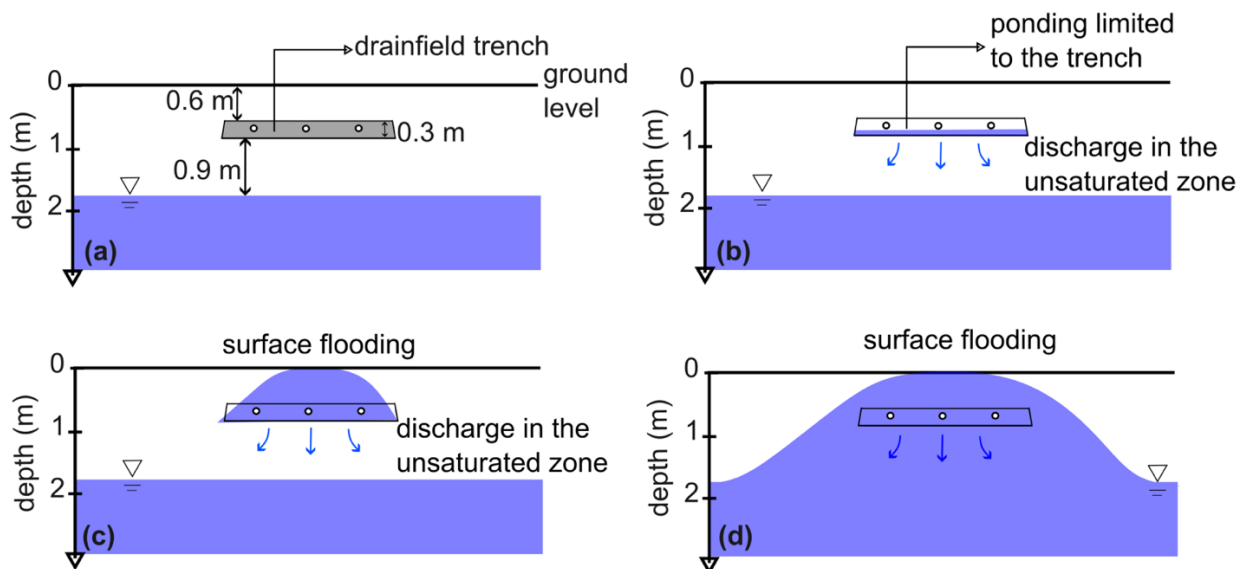 drainfield trench
0
ground
level
0.6 m
0.3 m
1
0.9 m
2
depth (m)
(a)
ponding limited
to the trench
0
1
discharge in the
unsaturated zone
2
depth (m)
(b)
surface flooding
0
1
discharge in the
unsaturated zone
2
depth (m)
(c)
surface flooding
0
1
2
depth (m)
(d)